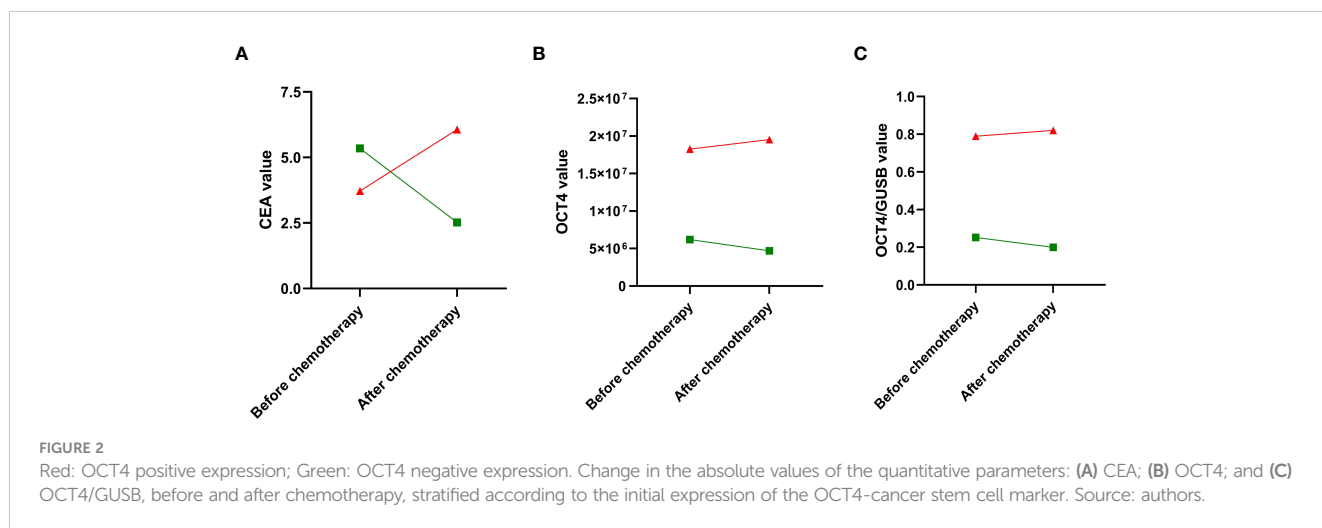 A
B
C
7.5
5.0
2.5
0.0
CEA value
Before chemotherapy
After chemotherapy
2.5×10⁷
2×10⁷
1.5×10⁷
1×10⁷
5×10⁶
0
OCT4 value
Before chemotherapy
After chemotherapy
1.0
0.8
0.6
0.4
0.2
0.0
OCT4/GUSB value
Before chemotherapy
After chemotherapy
FIGURE 2
Red: OCT4 positive expression; Green: OCT4 negative expression. Change in the absolute values of the quantitative parameters: (A) CEA; (B) OCT4; and (C)
OCT4/GUSB, before and after chemotherapy, stratified according to the initial expression of the OCT4-cancer stem cell marker. Source: authors.